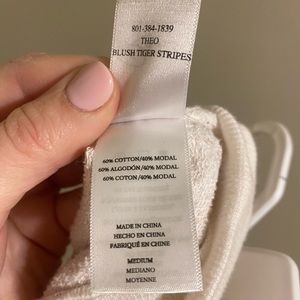 801-384-1839
THEO
BLUSH TIGER STRIPES
60% COTTON/40% MODAL
60% ALGODÓN/40% MODAL
60% COTON/40% MODAL
MADE IN CHINA
HECHO EN CHINA
FABRIQUÉ EN CHINE
MEDIUM
MEDIANO
MOYENNE